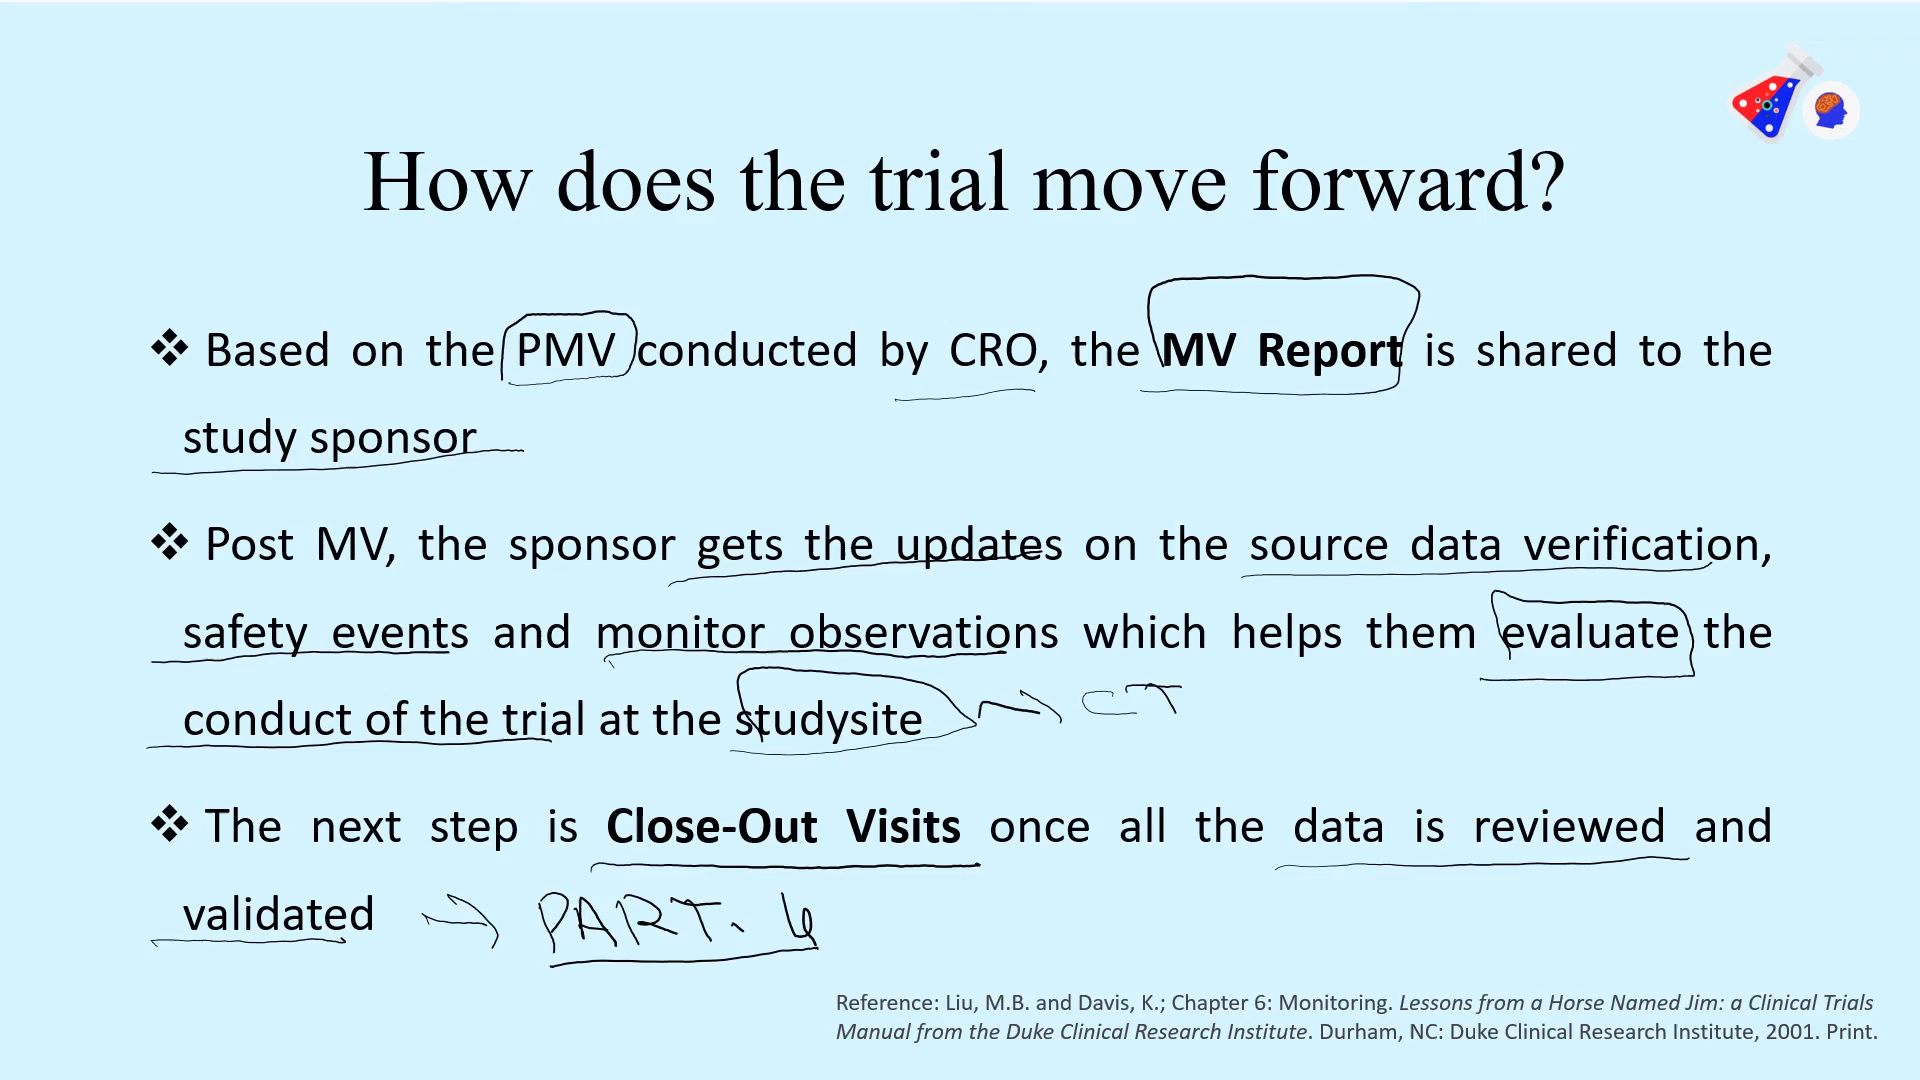 How does the trial move forward?
❖ Based on the PMV conducted by CRO, the MV Report is shared to the
study sponsor
❖ Post MV, the sponsor gets the updates on the source data verification,
safety events and monitor observations which helps them evaluate the
conduct of the trial at the studysite → CT
❖ The next step is Close-Out Visits once all the data is reviewed and
validated → PART. 4
Reference: Liu, M.B. and Davis, K.; Chapter 6: Monitoring. Lessons from a Horse Named Jim: a Clinical Trials
Manual from the Duke Clinical Research Institute. Durham, NC: Duke Clinical Research Institute, 2001. Print.